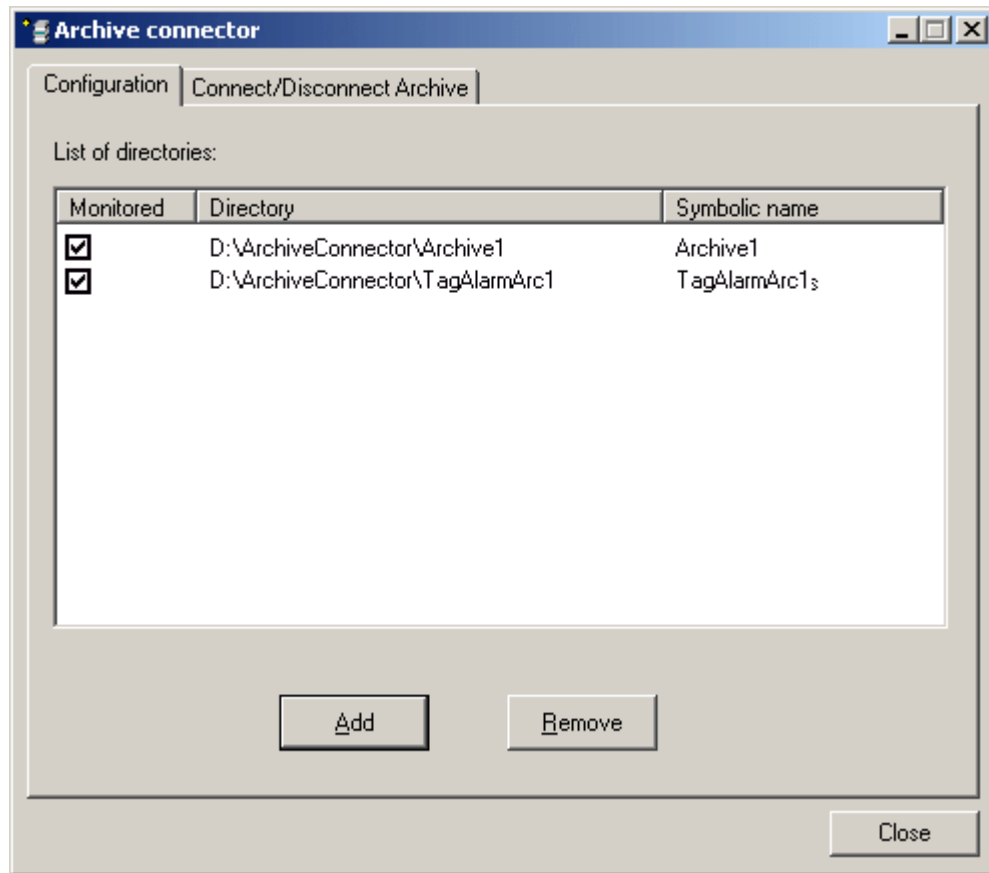 Archive connector
Configuration Connect/Disconnect Archive
List of directories:
Monitored Directory Symbolic name
D:\ArchiveConnector\Archive1 Archive1
D:\ArchiveConnector\TagAlarmArc1 TagAlarmArc1s
Add Remove
Close